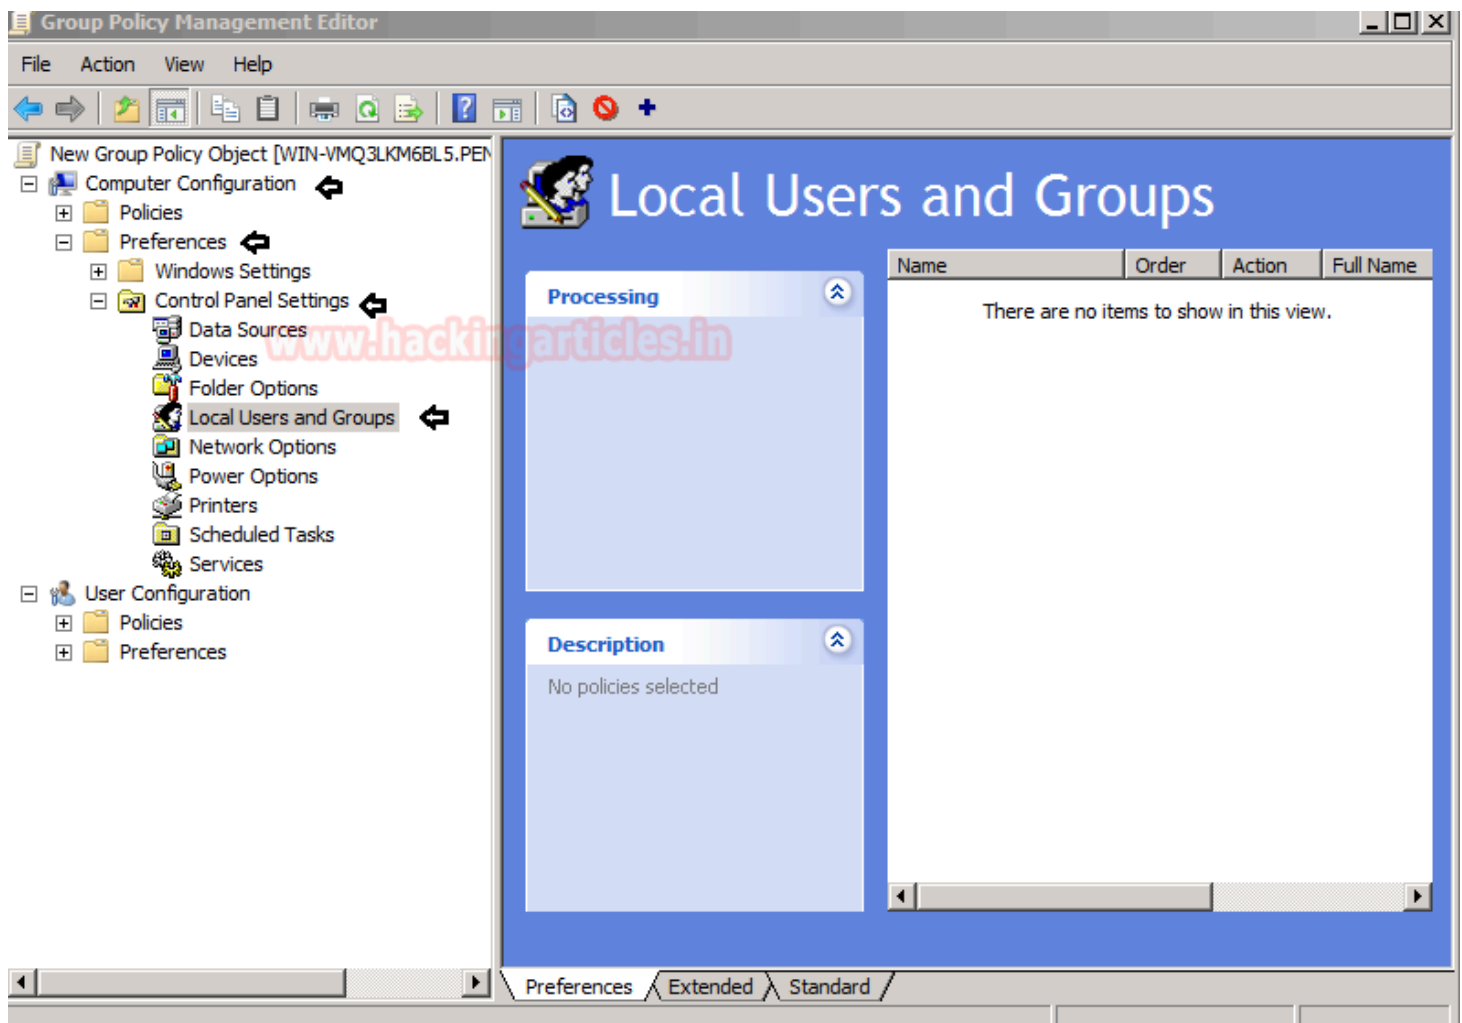 Group Policy Management Editor
File Action View Help
New Group Policy Object [WIN-VMQ3LKM6BL5.PEN
Computer Configuration
Policies
Preferences
Windows Settings
Control Panel Settings
Data Sources
Devices
Folder Options
Local Users and Groups
Network Options
Power Options
Printers
Scheduled Tasks
Services
User Configuration
Policies
Preferences
www.hackingarticles.in
Local Users and Groups
Processing
Description
No policies selected
Name Order Action Full Name
There are no items to show in this view.
Preferences Extended Standard